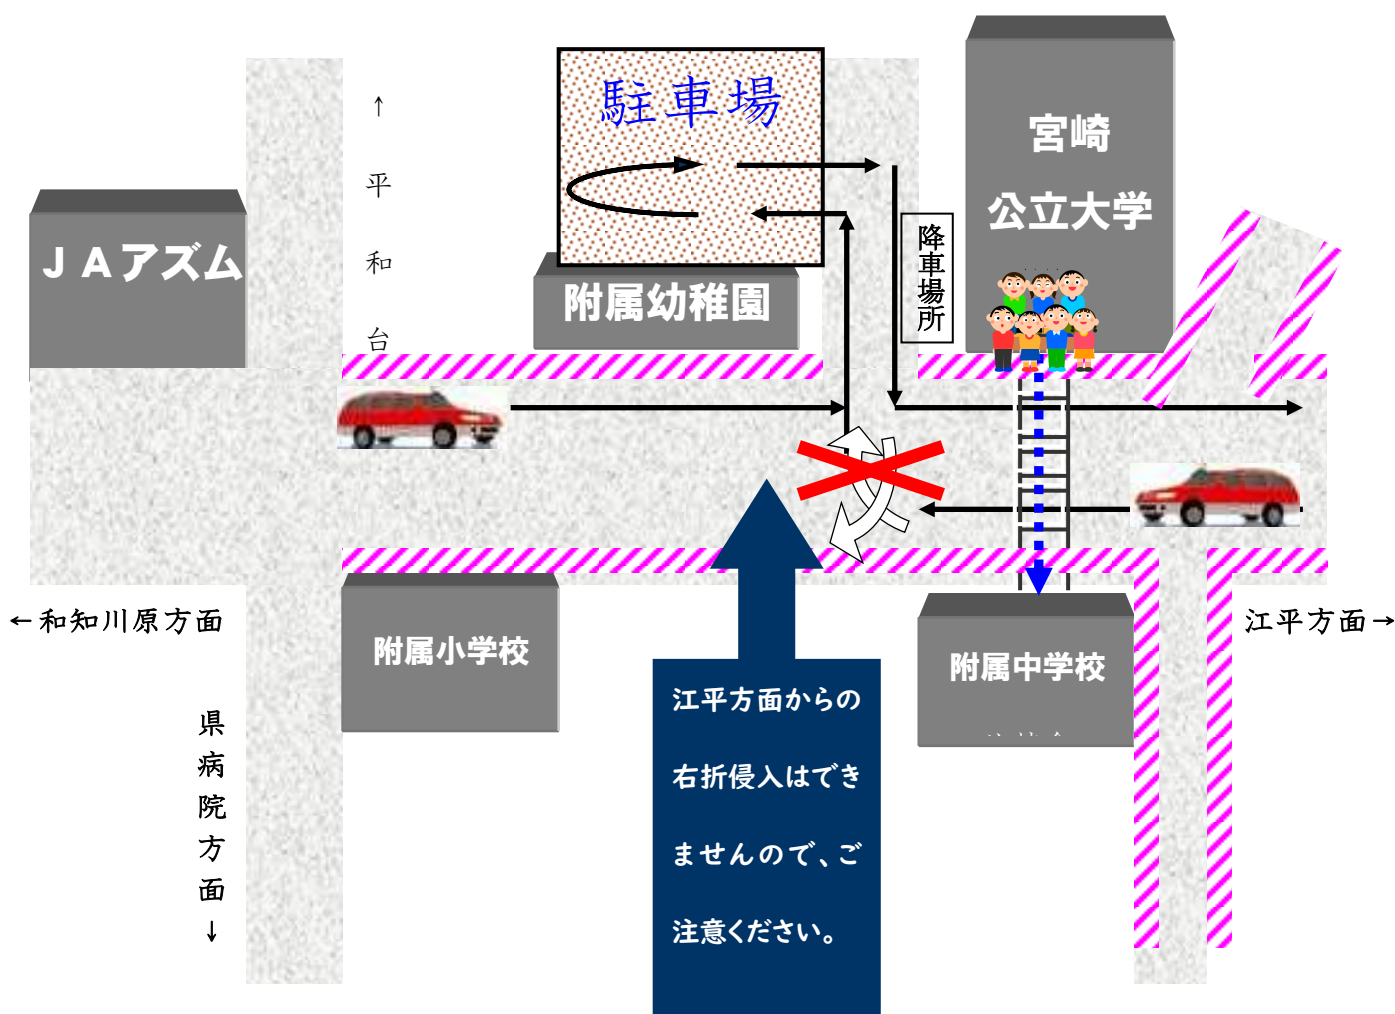 駐車場
宮崎
公立大学
↑平和台
ＪＡアズム
降車場所
附属幼稚園
←和知川原方面
江平方面→
附属小学校
附属中学校
県病院方面↓
江平方面からの
右折侵入はでき
ませんので、ご
注意ください。